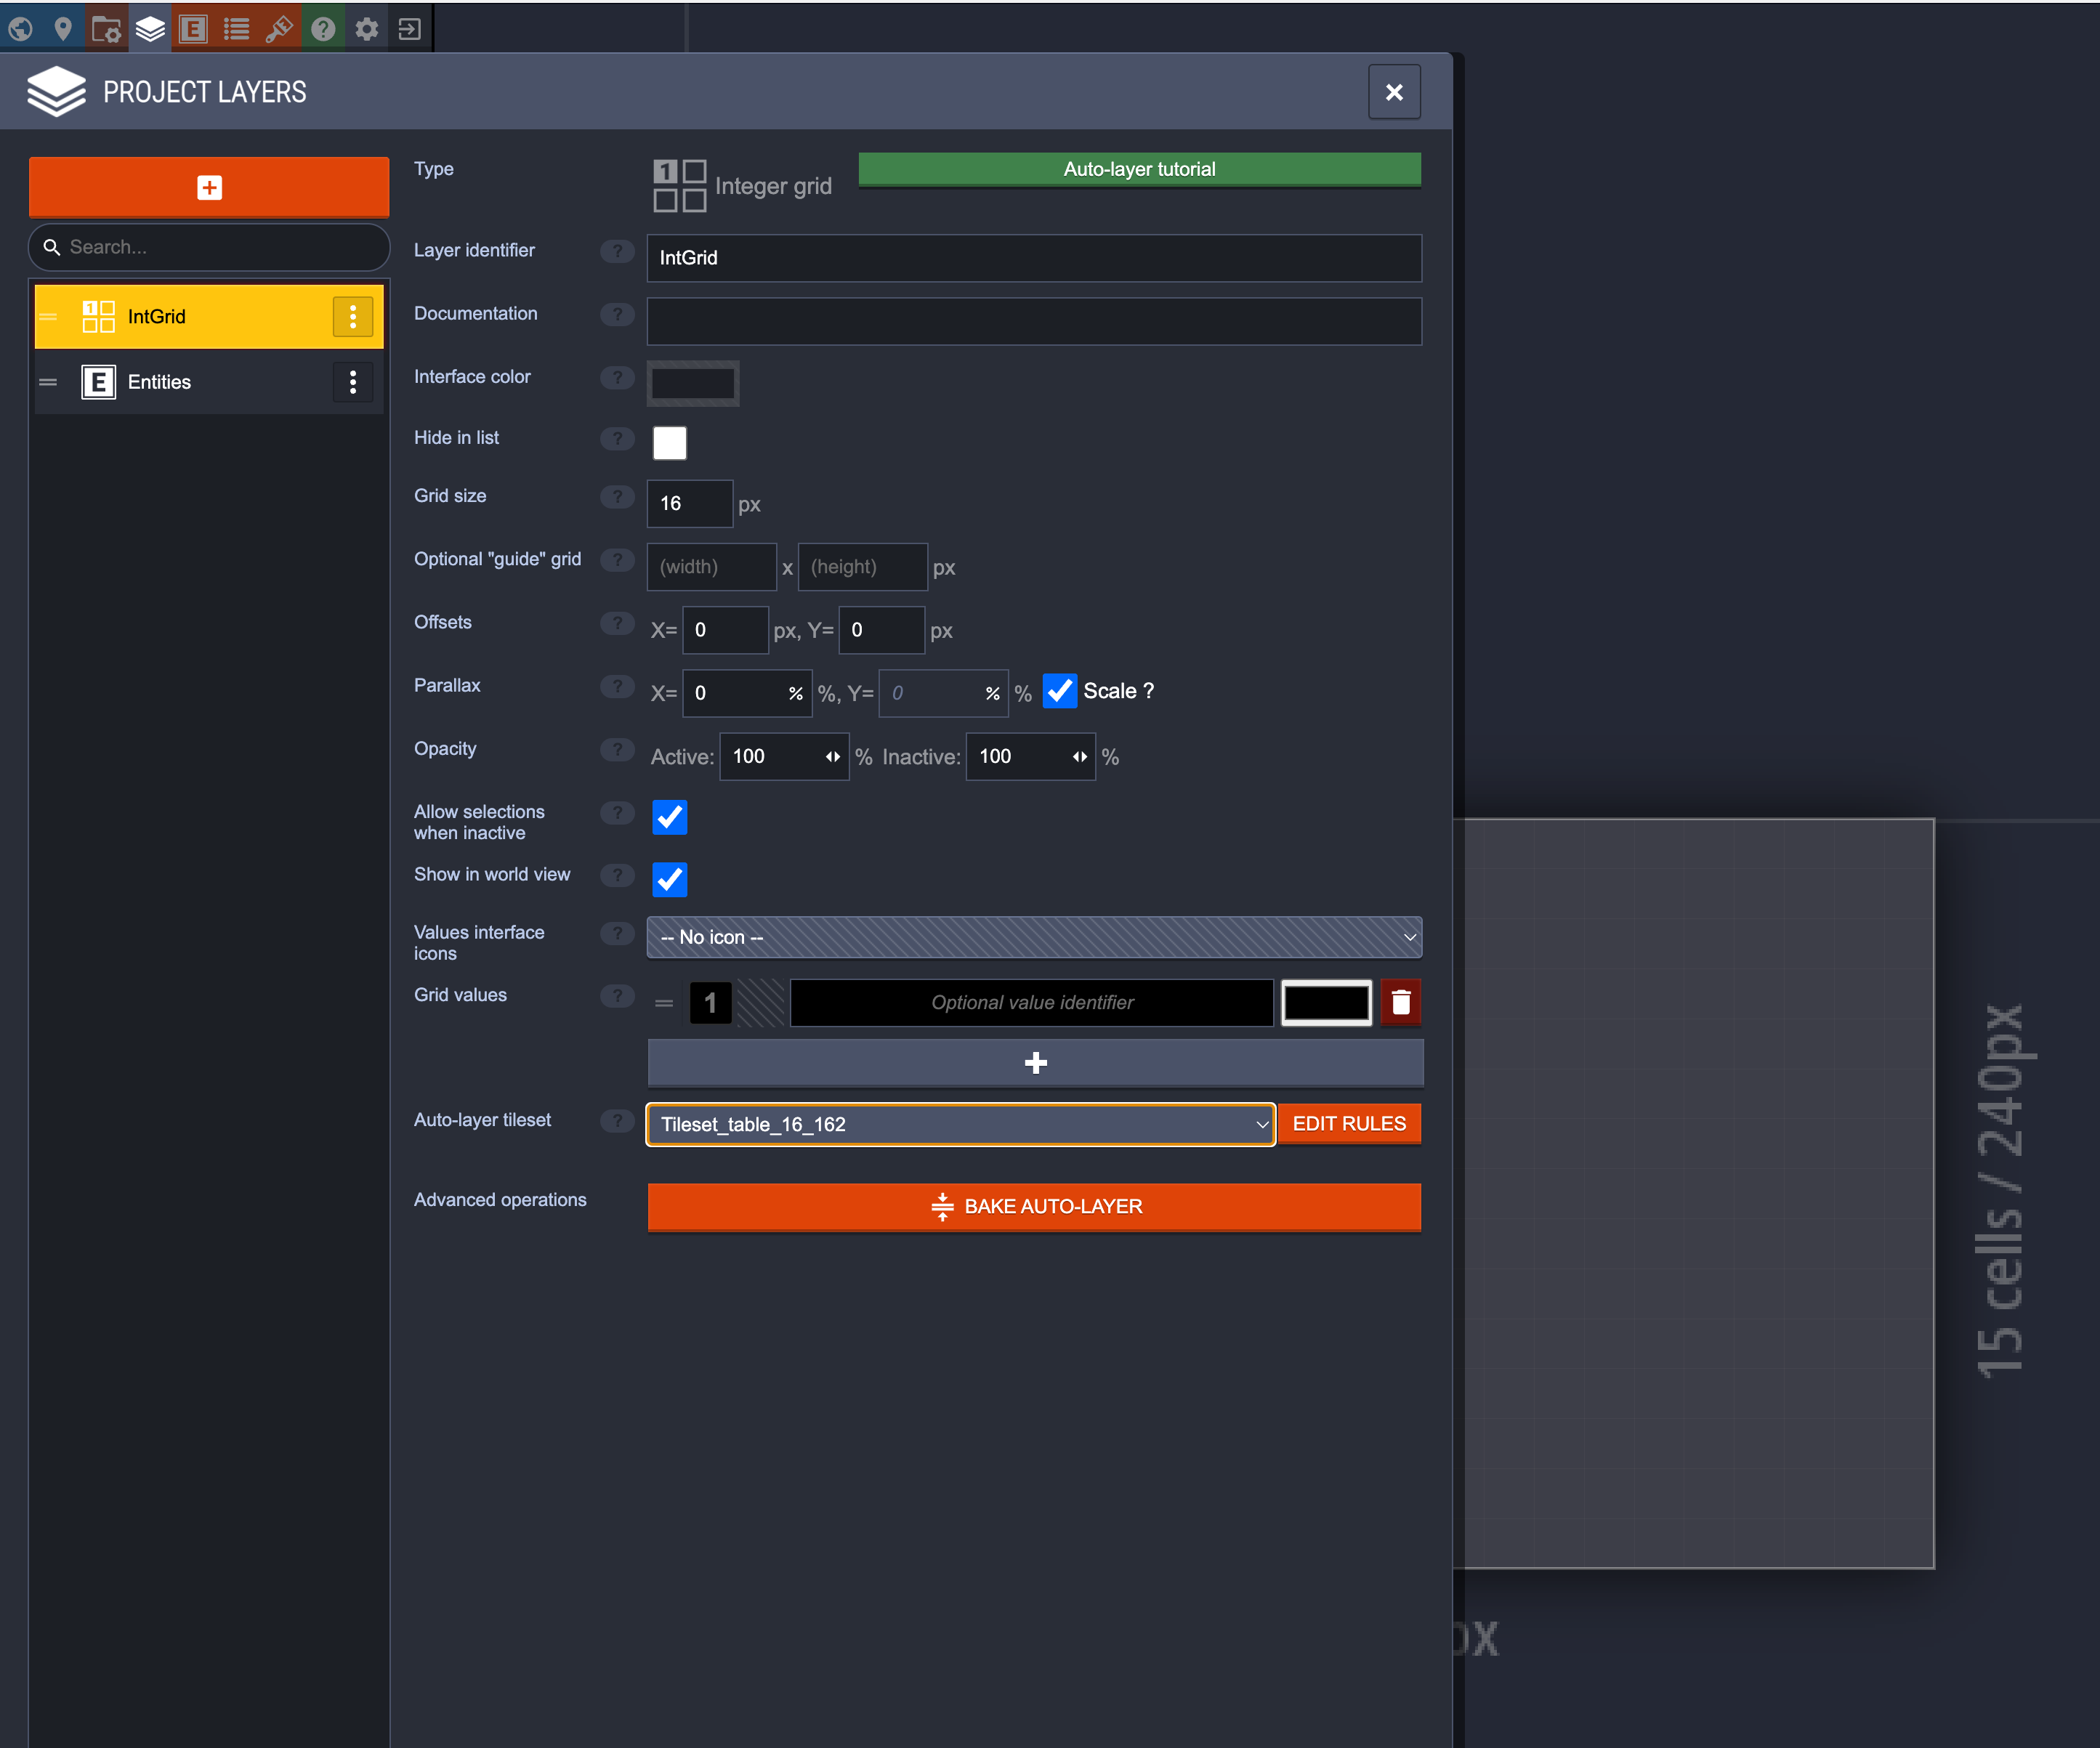 PROJECT LAYERS
Search...
IntGrid
Entities
Type
1 Integer grid
Auto-layer tutorial
Layer identifier ? IntGrid
Documentation ?
Interface color ?
Hide in list ?
Grid size ? 16 px
Optional "guide" grid ? (width) x (height) px
Offsets ? X= 0 px, Y= 0 px
Parallax ? X= 0 % %, Y= 0 % % Scale ?
Opacity ? Active: 100 % Inactive: 100 %
Allow selections
when inactive ?
Show in world view ?
Values interface
icons ? -- No icon --
Grid values ? 1 Optional value identifier
Auto-layer tileset ? Tileset_table_16_162 EDIT RULES
Advanced operations BAKE AUTO-LAYER
15 cells / 240px
px